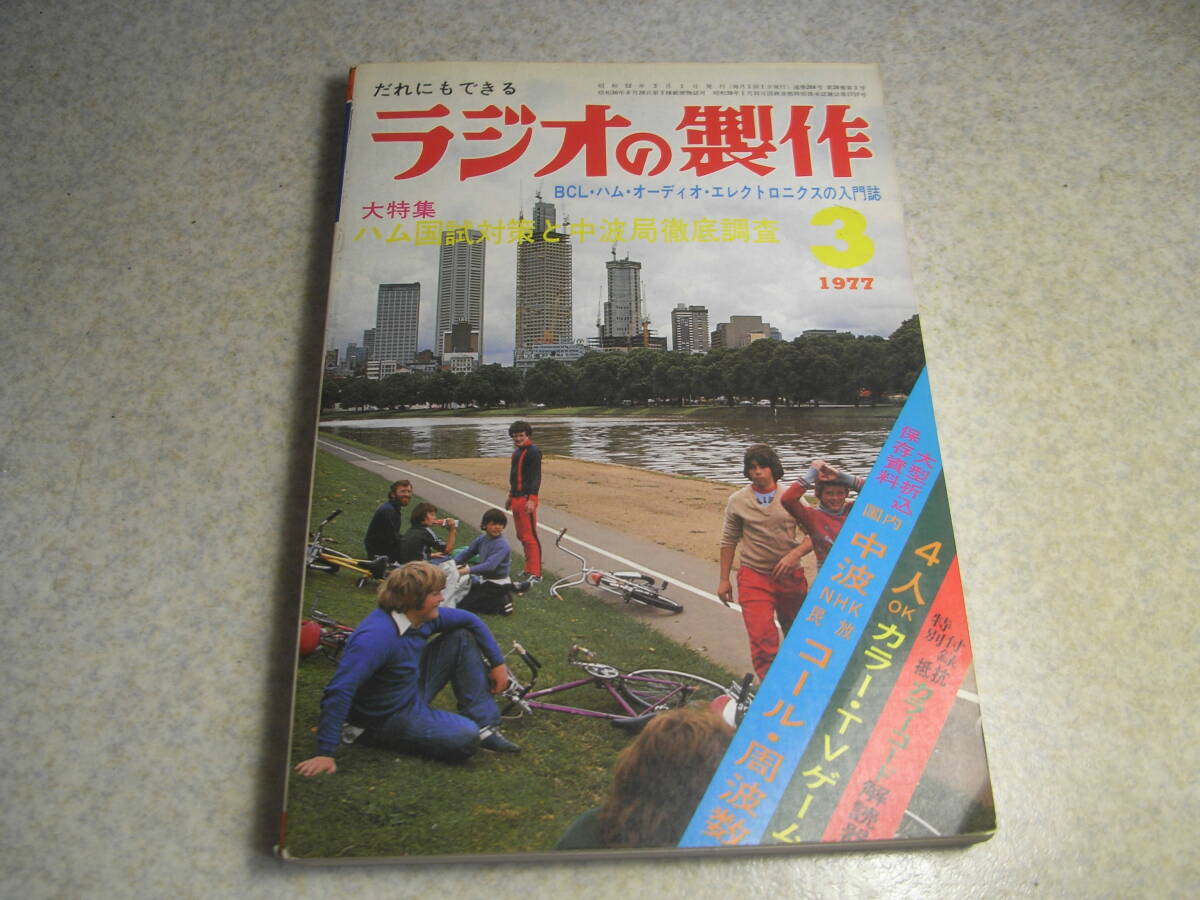 だれにもできる
ラジオの製作
BCL・ハム・オーディオ・エレクトロニクスの入門誌
大特集
ハム国試対策と中波局徹底調査
3
1977
大型折込
保存資料
国内
中波
NHK
民放
コール・周波数
4人OK
カラー・TVゲーム
特別付録
抵抗カラーコード解読器